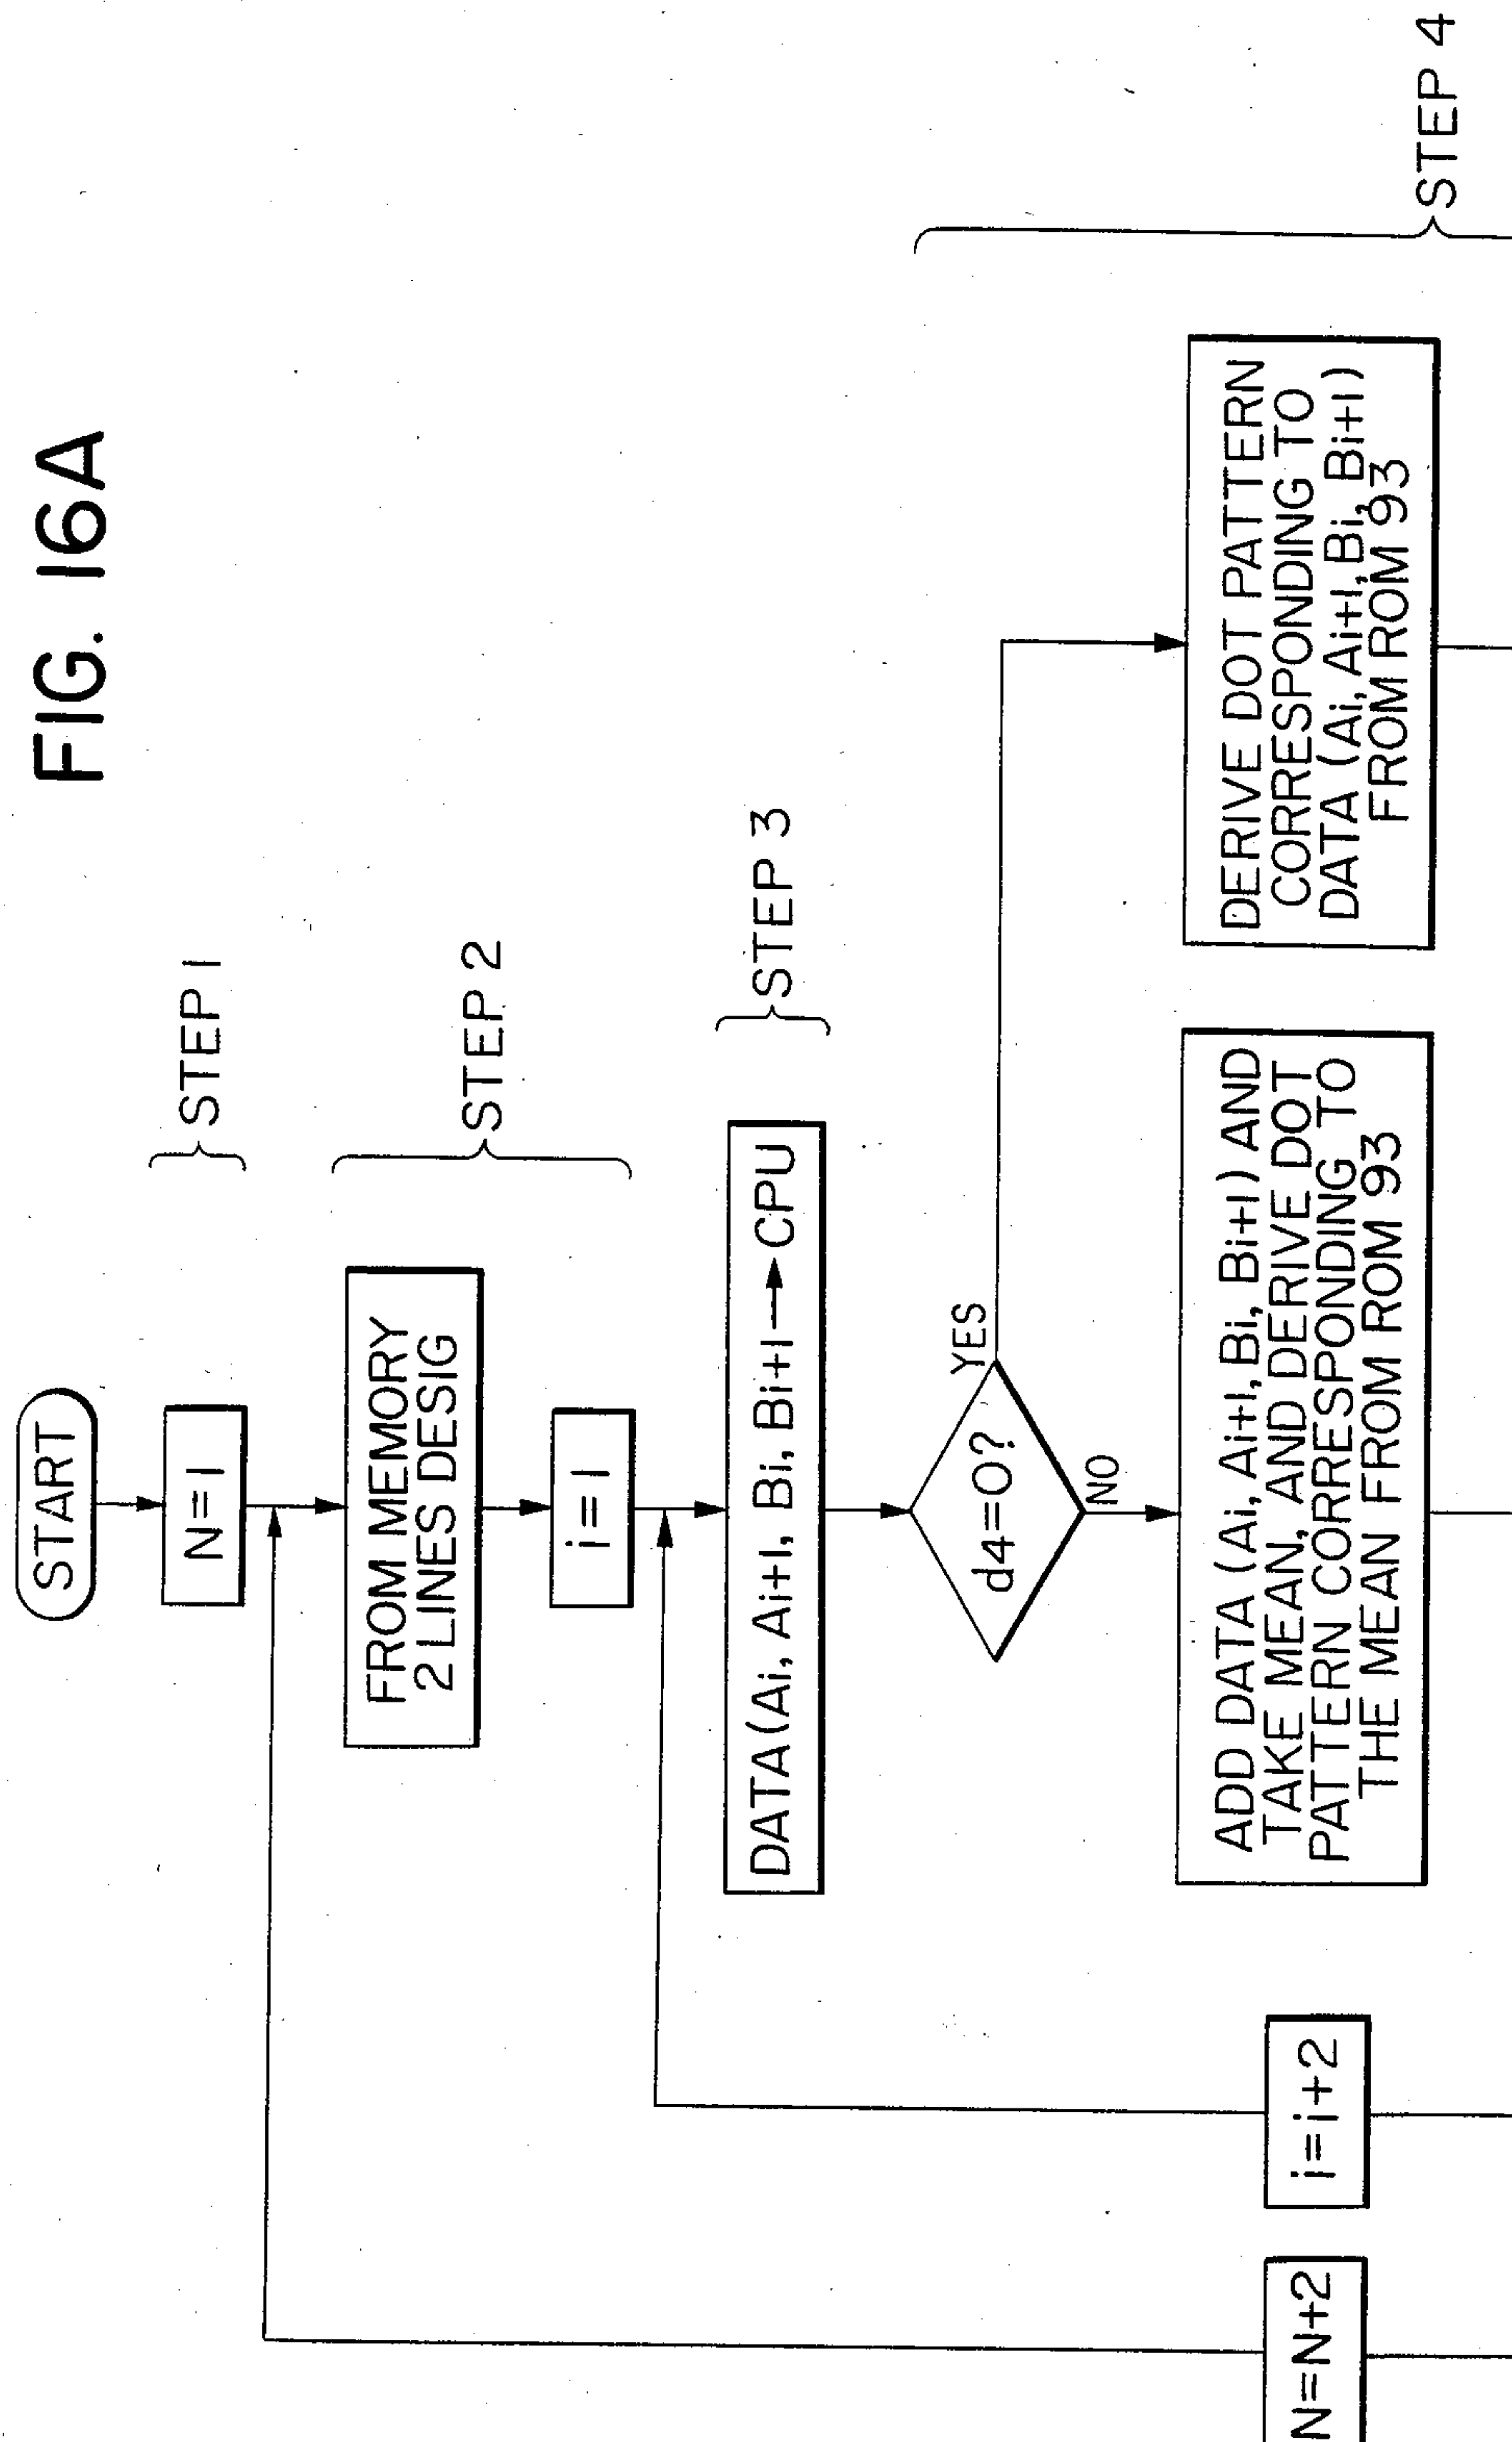 FIG. 16A
START
N=1
STEP 1
FROM MEMORY
2 LINES DESIG
STEP 2
i=1
DATA(Ai, Ai+1, Bi, Bi+1→CPU
STEP 3
d4=0?
YES
NO
ADD DATA (Ai, Ai+1, Bi, Bi+1) AND
TAKE MEAN, AND DERIVE DOT
PATTERN CORRESPONDING TO
THE MEAN FROM ROM 93
DERIVE DOT PATTERN
CORRESPONDING TO
DATA (Ai, Ai+1, Bi, Bi+1)
FROM ROM 93
STEP 4
i=i+2
N=N+2